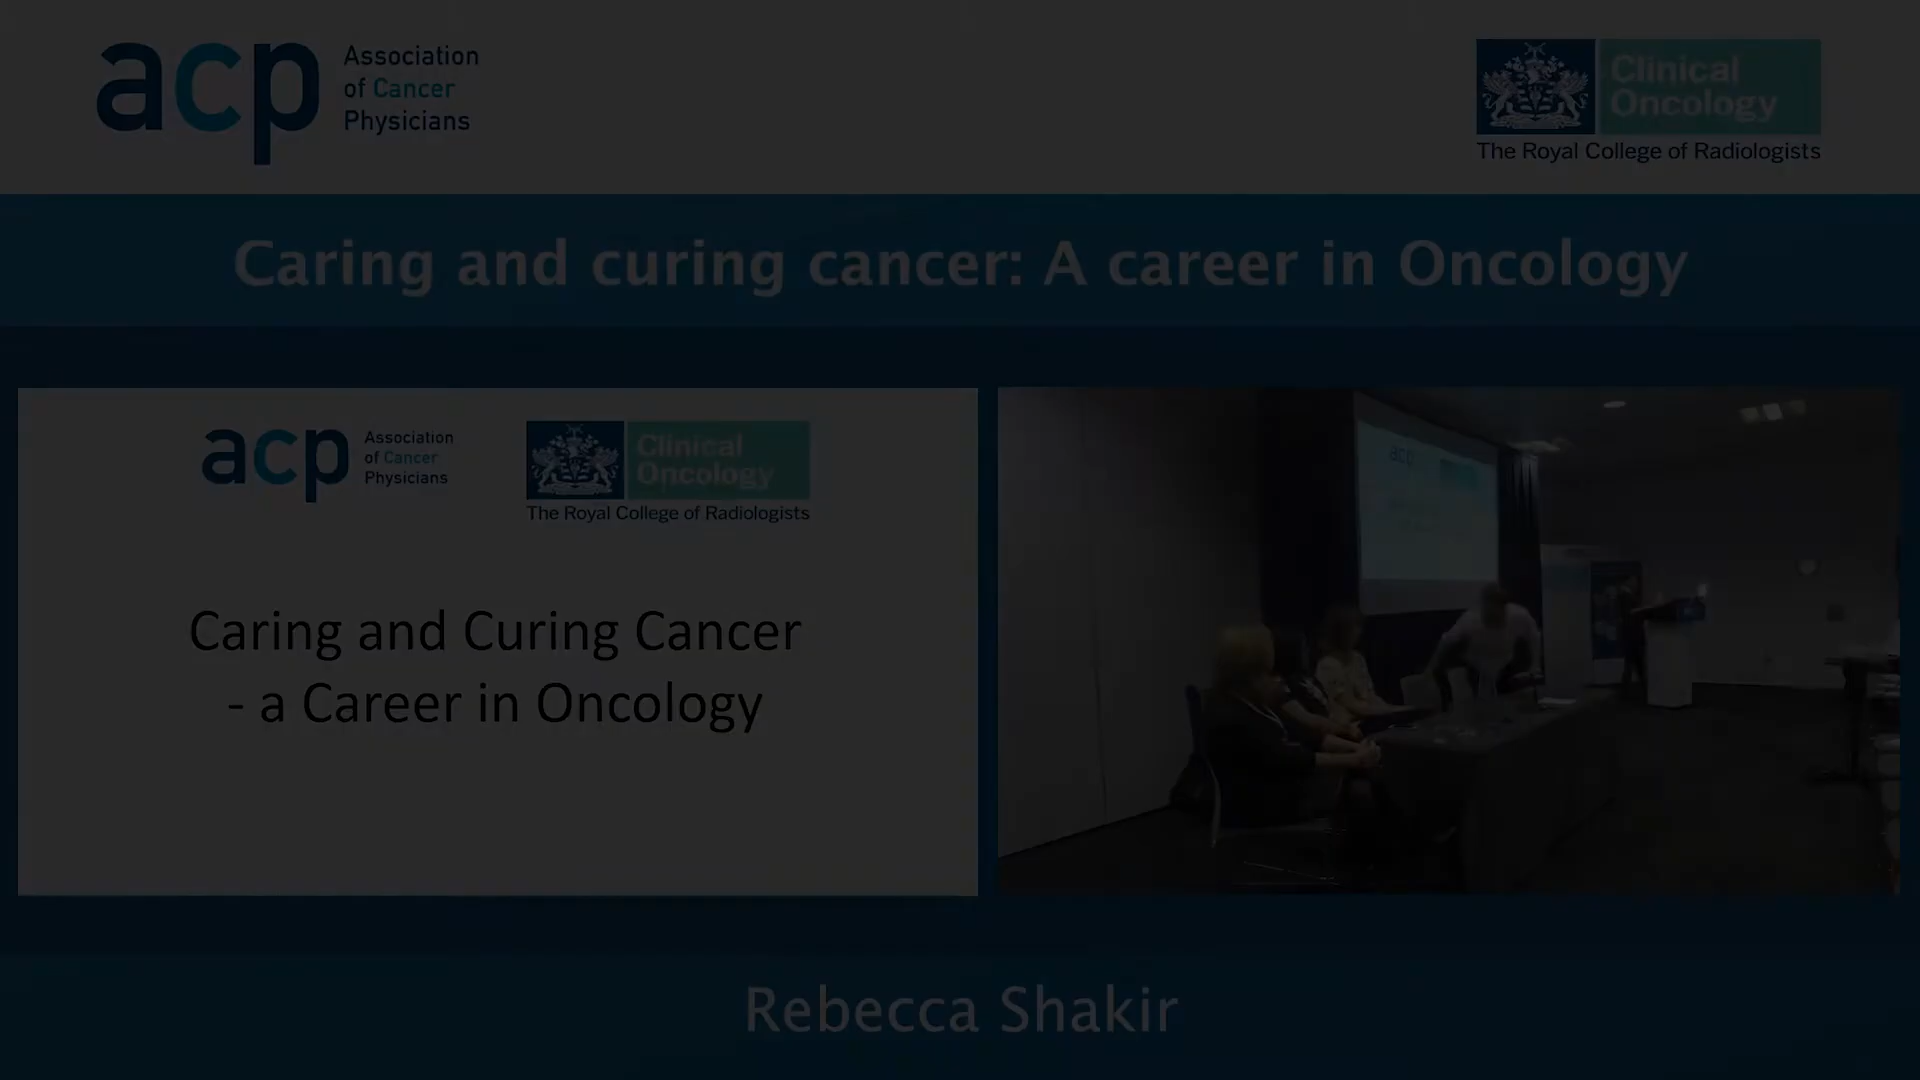 acp
Association
of Cancer
Physicians
Clinical
Oncology
The Royal College of Radiologists
Caring and curing cancer: A career in Oncology
acp
Association
of Cancer
Physicians
Clinical
Oncology
The Royal College of Radiologists
Caring and Curing Cancer
- a Career in Oncology
acp
Rebecca Shakir